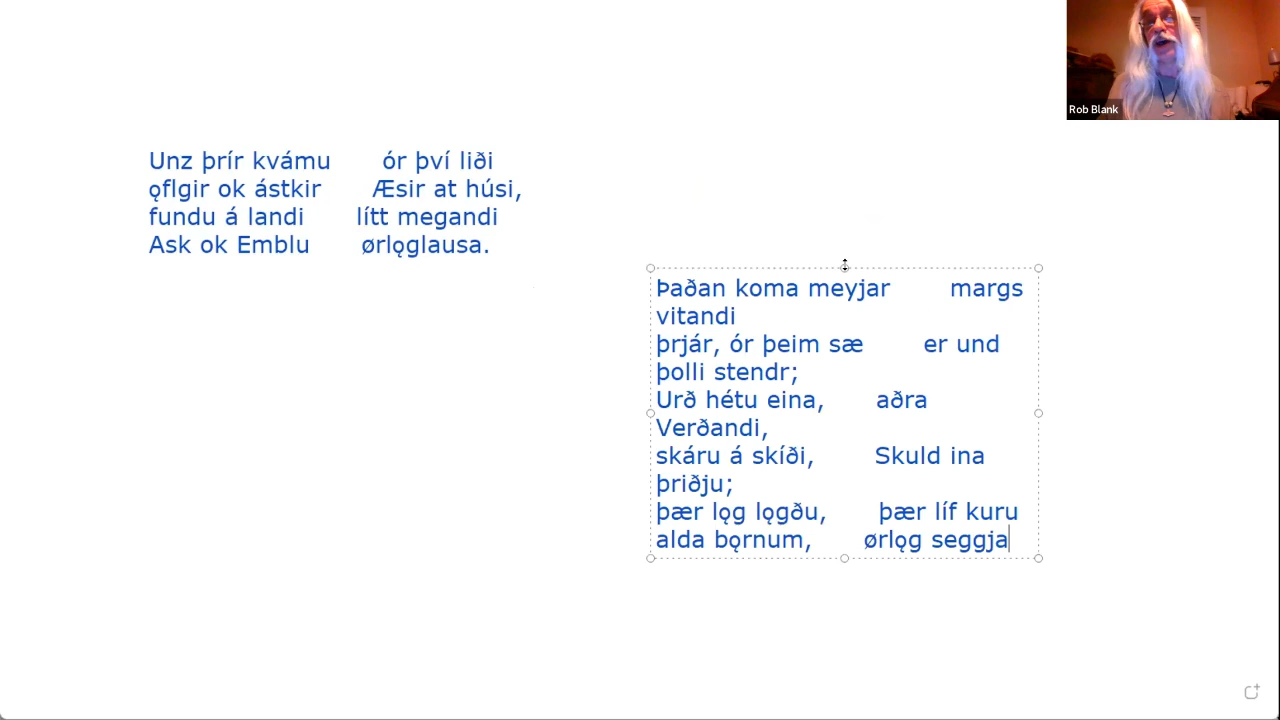 Rob Blank
Unz þrír kvámu ór því liði
ǫflgir ok ástkir Æsir at húsi,
fundu á landi lítt megandi
Ask ok Emblu ørlǫglausa.
Þaðan koma meyjar margs
vitandi
þrjár, ór þeim sæ er und
þolli stendr;
Urð hétu eina, aðra
Verðandi,
skáru á skíði, Skuld ina
þriðju;
þær lǫg lǫgðu, þær líf kuru
alda bǫrnum, ørlǫg seggja